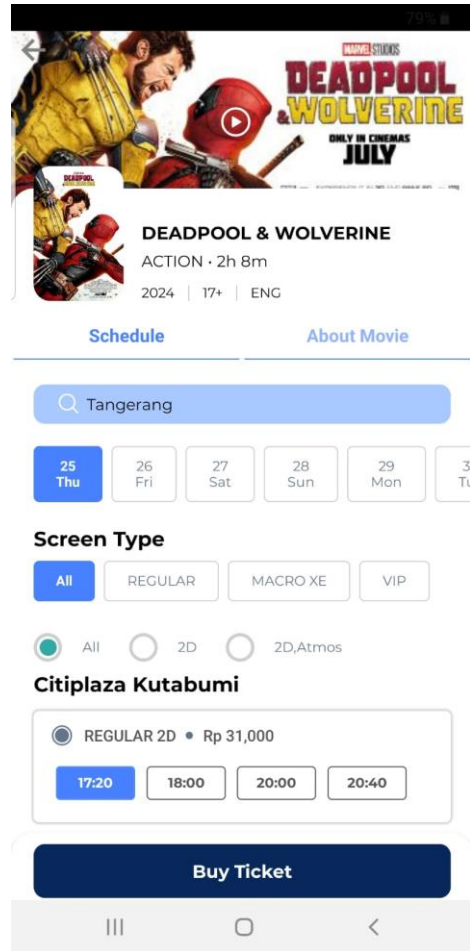 79%
MARVEL STUDIOS
DEADPOOL
& WOLVERINE
ONLY IN CINEMAS
JULY
DEADPOOL
DEADPOOL & WOLVERINE
ACTION • 2h 8m
2024 | 17+ | ENG
Schedule About Movie
Tangerang
25 26 27 28 29 3
Thu Fri Sat Sun Mon Tu
Screen Type
All REGULAR MACRO XE VIP
All 2D 2D,Atmos
Citiplaza Kutabumi
REGULAR 2D • Rp 31,000
17:20 18:00 20:00 20:40
Buy Ticket